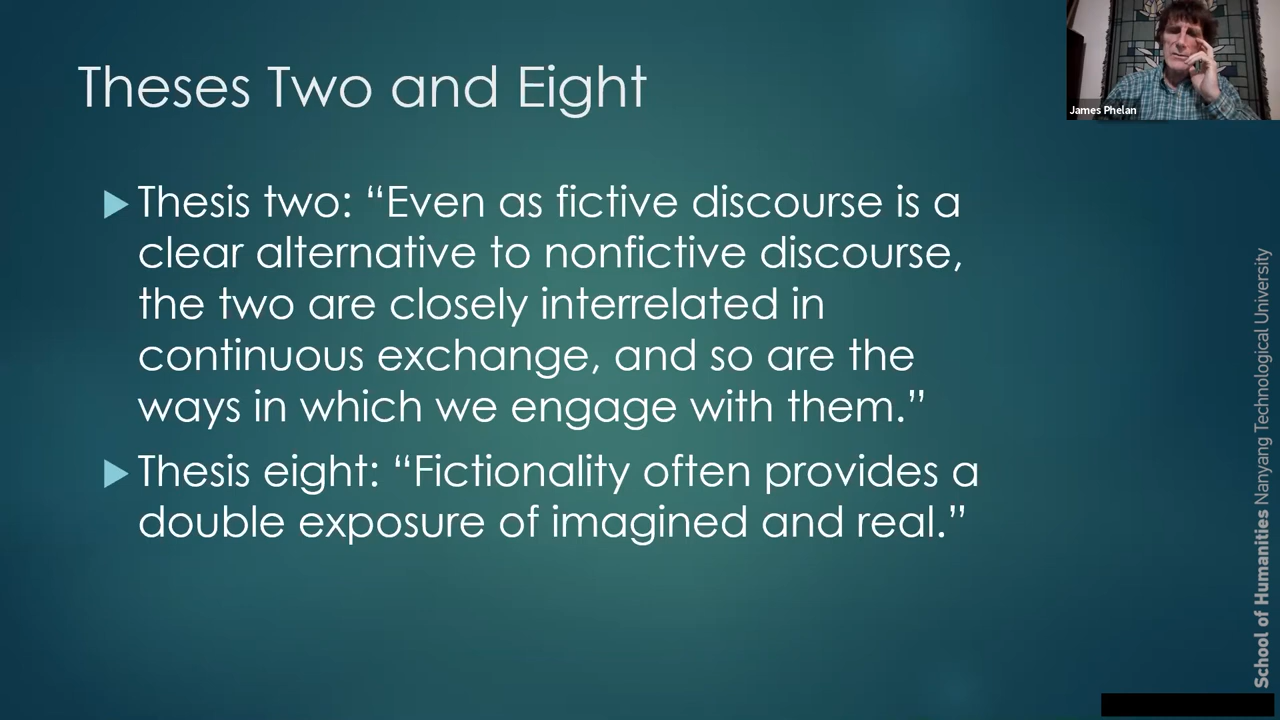 Theses Two and Eight
James Phelan
Thesis two: “Even as fictive discourse is a
clear alternative to nonfictive discourse,
the two are closely interrelated in
continuous exchange, and so are the
ways in which we engage with them.”
Thesis eight: “Fictionality often provides a
double exposure of imagined and real.”
School of Humanities Nanyang Technological University